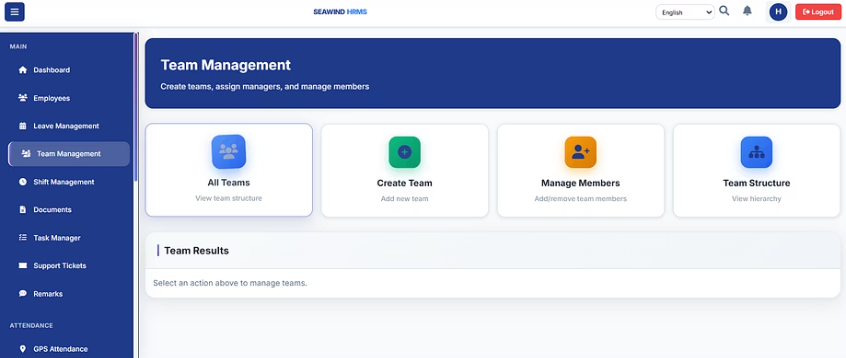 SEAWIND HRMS
English
H
Logout
MAIN
Dashboard
Employees
Leave Management
Team Management
Shift Management
Documents
Task Manager
Support Tickets
Remarks
ATTENDANCE
GPS Attendance
Team Management
Create teams, assign managers, and manage members
All Teams
View team structure
Create Team
Add new team
Manage Members
Add/remove team members
Team Structure
View hierarchy
Team Results
Select an action above to manage teams.